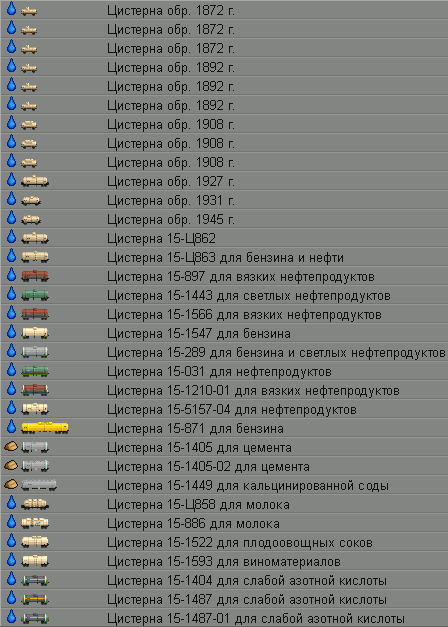 Цистерна обр. 1872 г.
Цистерна обр. 1872 г.
Цистерна обр. 1872 г.
Цистерна обр. 1892 г.
Цистерна обр. 1892 г.
Цистерна обр. 1892 г.
Цистерна обр. 1908 г.
Цистерна обр. 1908 г.
Цистерна обр. 1908 г.
Цистерна обр. 1927 г.
Цистерна обр. 1931 г.
Цистерна обр. 1945 г.
Цистерна 15-Ц862
Цистерна 15-Ц863 для бензина и нефти
Цистерна 15-897 для вязких нефтепродуктов
Цистерна 15-1443 для светлых нефтепродуктов
Цистерна 15-1566 для вязких нефтепродуктов
Цистерна 15-1547 для бензина
Цистерна 15-289 для бензина и светлых нефтепродуктов
Цистерна 15-031 для нефтепродуктов
Цистерна 15-1210-01 для вязких нефтепродуктов
Цистерна 15-5157-04 для нефтепродуктов
Цистерна 15-871 для бензина
Цистерна 15-1405 для цемента
Цистерна 15-1405-02 для цемента
Цистерна 15-1449 для кальцинированной соды
Цистерна 15-Ц858 для молока
Цистерна 15-886 для молока
Цистерна 15-1522 для плодоовощных соков
Цистерна 15-1593 для виноматериалов
Цистерна 15-1404 для слабой азотной кислоты
Цистерна 15-1487 для слабой азотной кислоты
Цистерна 15-1487-01 для слабой азотной кислоты